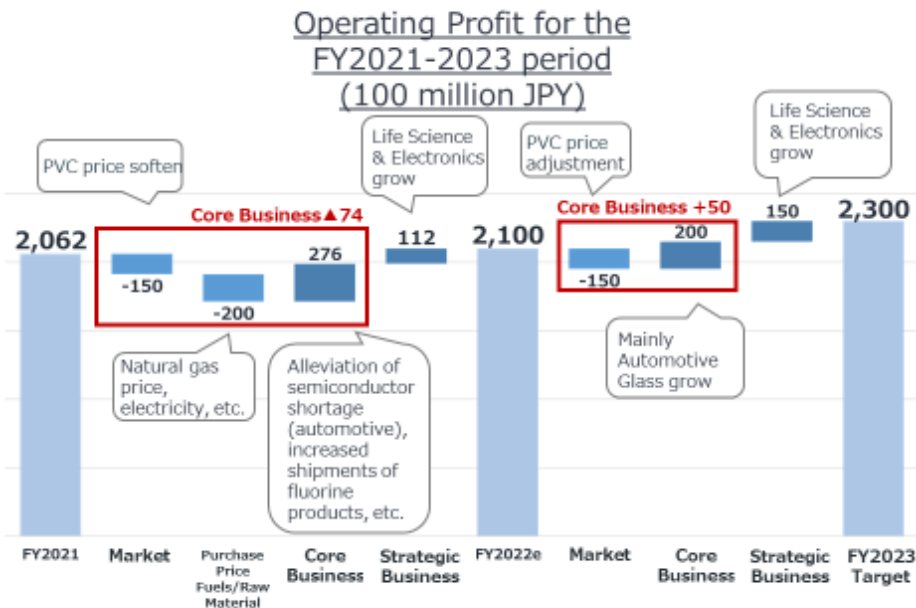 Operating Profit for the
FY2021-2023 period
(100 million JPY)
PVC price soften
Life Science
& Electronics
grow
PVC price
adjustment
Life Science
& Electronics
grow
Core Business▲74
Core Business +50
2,062
-150
-200
276
112
2,100
-150
200
150
2,300
Natural gas
price,
electricity, etc.
Alleviation of
semiconductor
shortage
(automotive),
increased
shipments of
fluorine
products, etc.
Mainly
Automotive
Glass grow
FY2021
Market
Purchase
Price
Fuels/Raw
Material
Core
Business
Strategic
Business
FY2022e
Market
Core
Business
Strategic
Business
FY2023
Target